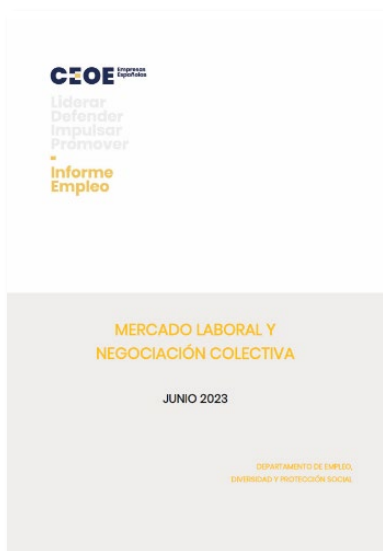 CEOE Empresas
Españolas
Liderar
Defender
Impulsar
Promover
Informe
Empleo
MERCADO LABORAL Y
NEGOCIACIÓN COLECTIVA
JUNIO 2023
DEPARTAMENTO DE EMPLEO,
DIVERSIDAD Y PROTECCIÓN SOCIAL